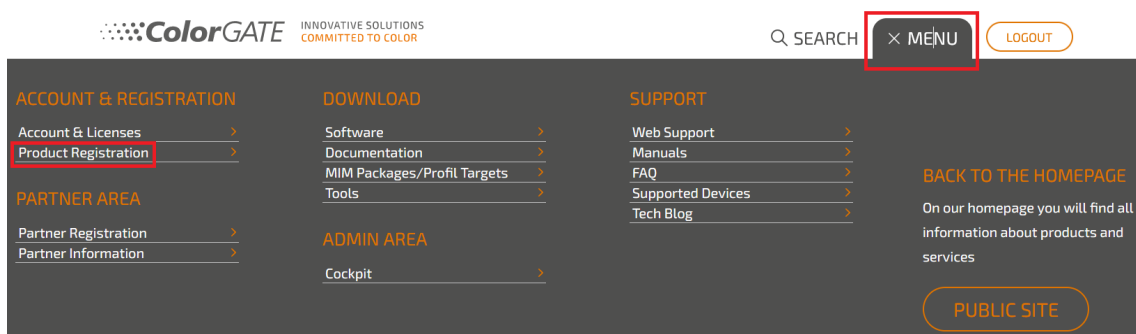 ColorGATE INNOVATIVE SOLUTIONS
COMMITTED TO COLOR
SEARCH
MENU
LOGOUT
ACCOUNT & REGISTRATION
Account & Licenses
Product Registration
PARTNER AREA
Partner Registration
Partner Information
DOWNLOAD
Software
Documentation
MIM Packages/Profil Targets
Tools
ADMIN AREA
Cockpit
SUPPORT
Web Support
Manuals
FAQ
Supported Devices
Tech Blog
BACK TO THE HOMEPAGE
On our homepage you will find all
information about products and
services
PUBLIC SITE